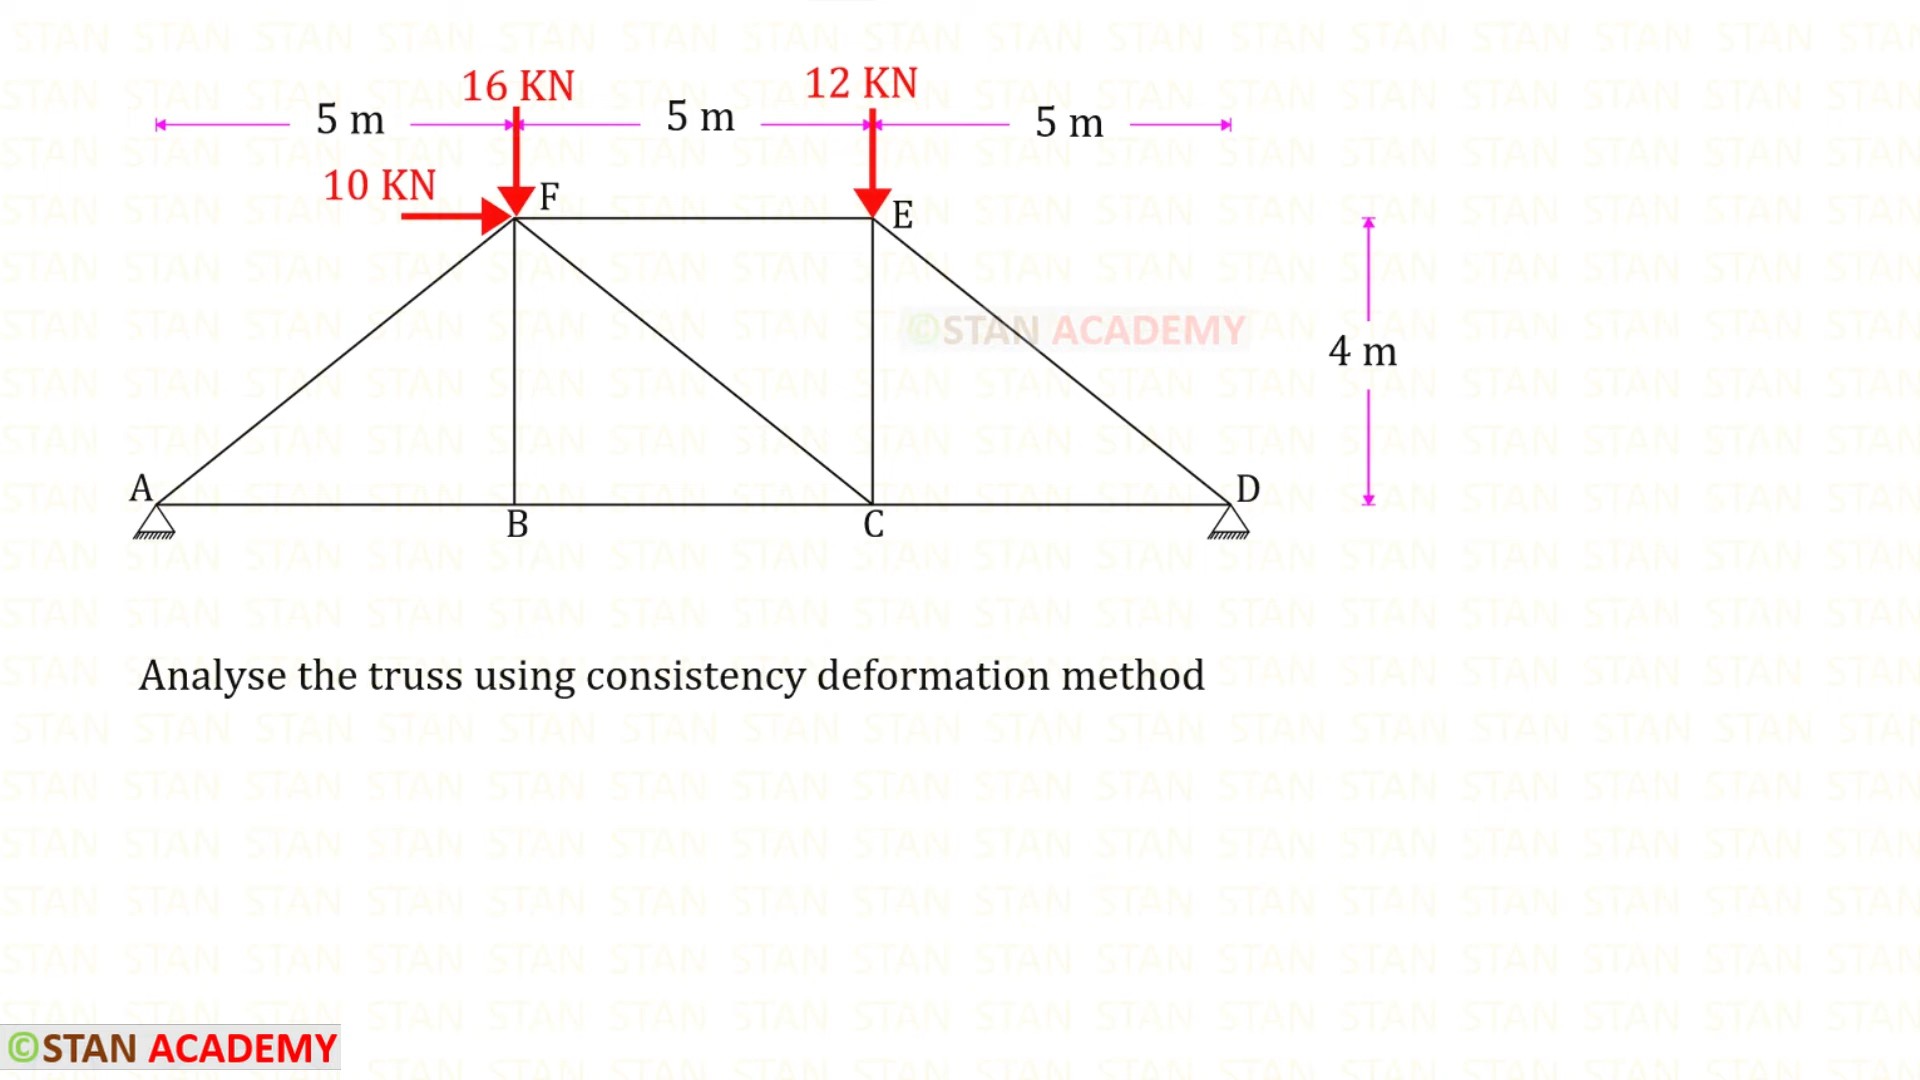 16 KN
12 KN
5 m
5 m
5 m
10 KN
F
E
©STAN ACADEMY
4 m
A
D
B
C
Analyse the truss using consistency deformation method
©STAN ACADEMY